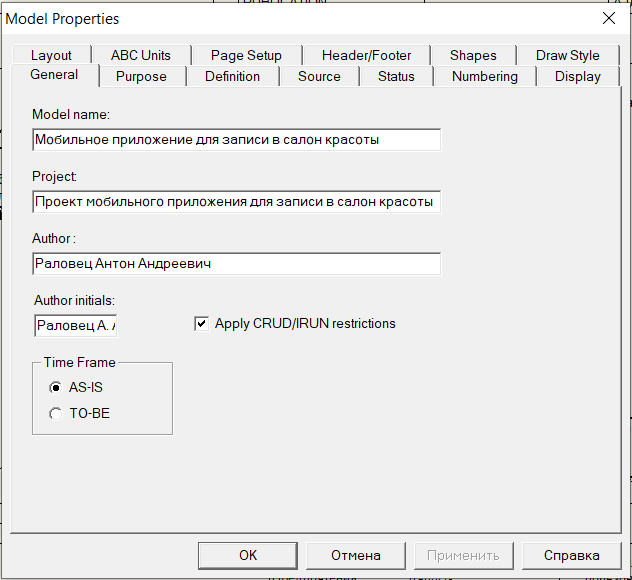 Model Properties
Layout ABC Units Page Setup Header/Footer Shapes Draw Style
General Purpose Definition Source Status Numbering Display
Model name:
Мобильное приложение для записи в салон красоты
Project:
Проект мобильного приложения для записи в салон красоты
Author :
Раловец Антон Андреевич
Author initials:
Раловец А. А
Apply CRUD/IRUN restrictions
Time Frame
AS-IS
TO-BE
OK Отмена Применить Справка